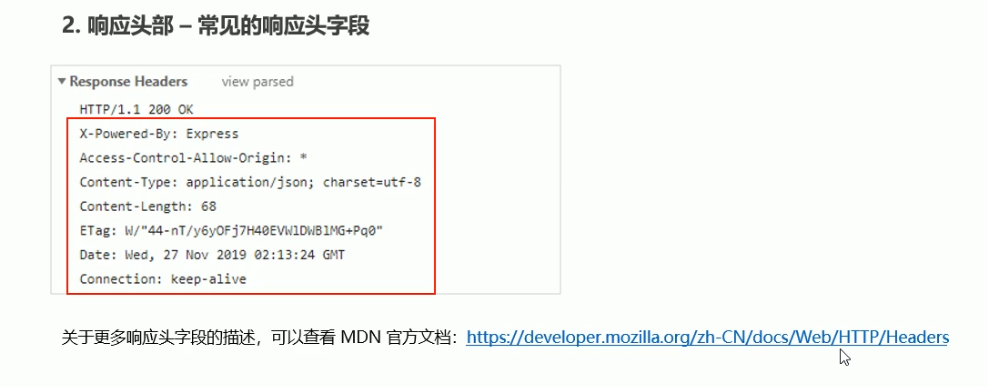 2. 响应头部 – 常见的响应头字段
Response Headers view parsed
HTTP/1.1 200 OK
X-Powered-By: Express
Access-Control-Allow-Origin: *
Content-Type: application/json; charset=utf-8
Content-Length: 68
ETag: W/"44-nT/y6yOFj7H40EVWlDWBlMG+Pq0"
Date: Wed, 27 Nov 2019 02:13:24 GMT
Connection: keep-alive
关于更多响应头字段的描述，可以查看 MDN 官方文档：https://developer.mozilla.org/zh-CN/docs/Web/HTTP/Headers